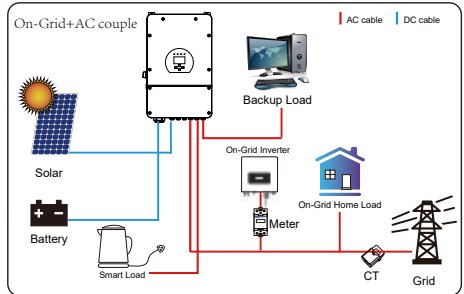 On-Grid+AC couple
AC cable
DC cable
Backup Load
Solar
On-Grid Inverter
On-Grid Home Load
Meter
Battery
Smart Load
CT
Grid